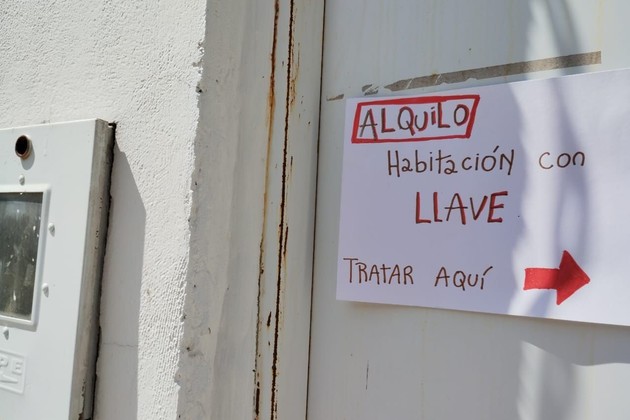 ALQUILO
Habitación con
LLAVE
TRATAR AQUÍ